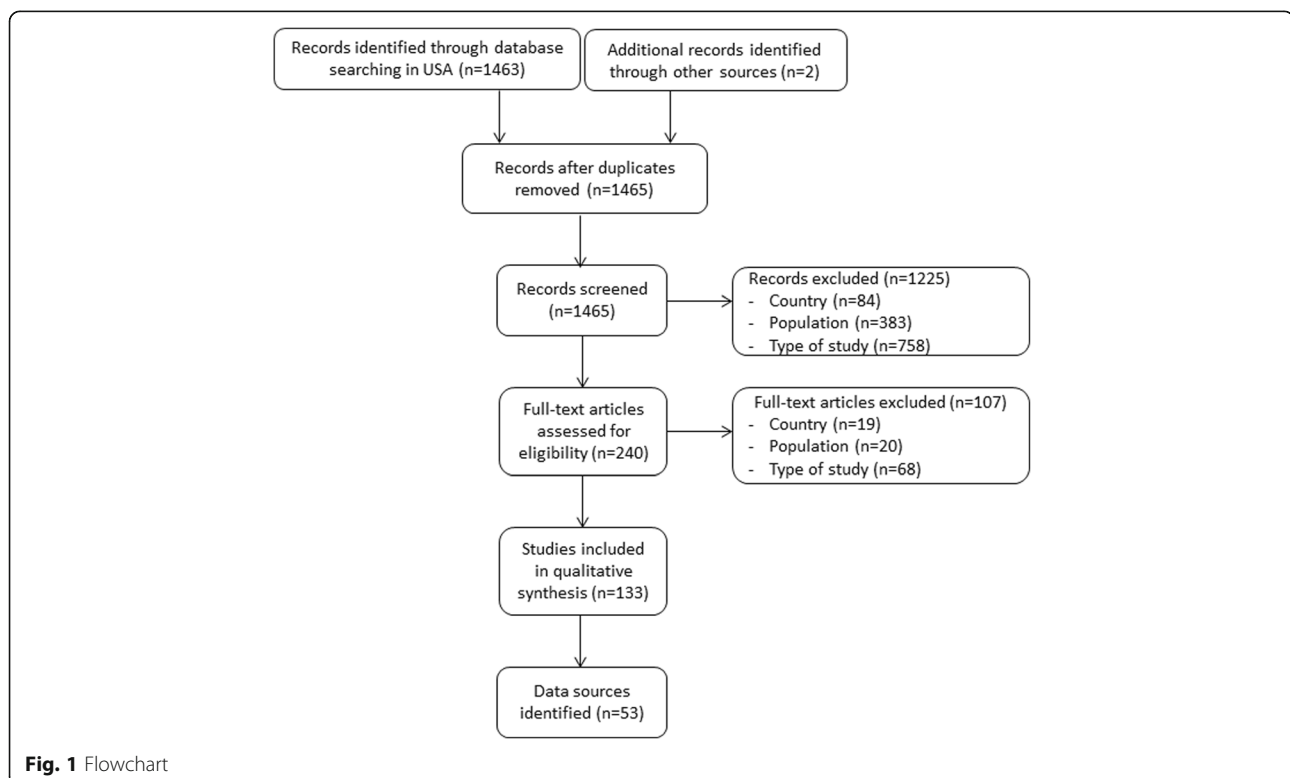 Records identified through database
searching in USA (n=1463)
Additional records identified
through other sources (n=2)
Records after duplicates
removed (n=1465)
Records screened
(n=1465)
Records excluded (n=1225)
- Country (n=84)
- Population (n=383)
- Type of study (n=758)
Full-text articles
assessed for
eligibility (n=240)
Full-text articles excluded (n=107)
- Country (n=19)
- Population (n=20)
- Type of study (n=68)
Studies included
in qualitative
synthesis (n=133)
Data sources
identified (n=53)
Fig. 1 Flowchart